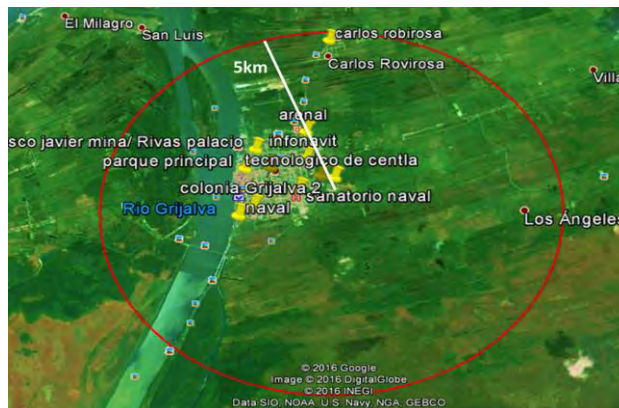 El Milagro
San Luis
carlos robirosa
5km
Carlos Rovirosa
Villa
arenal
sco javier mina/ Rivas palacio
infonavit
parque principal
tecnologico de centla
colonia Grijalva 2
sanatorio naval
Rio Grijalva
naval
Los Ángeles
© 2016 Google
Image © 2016 DigitalGlobe
© 2016 INEGI
Data SIO, NOAA, U.S. Navy, NGA, GEBCO